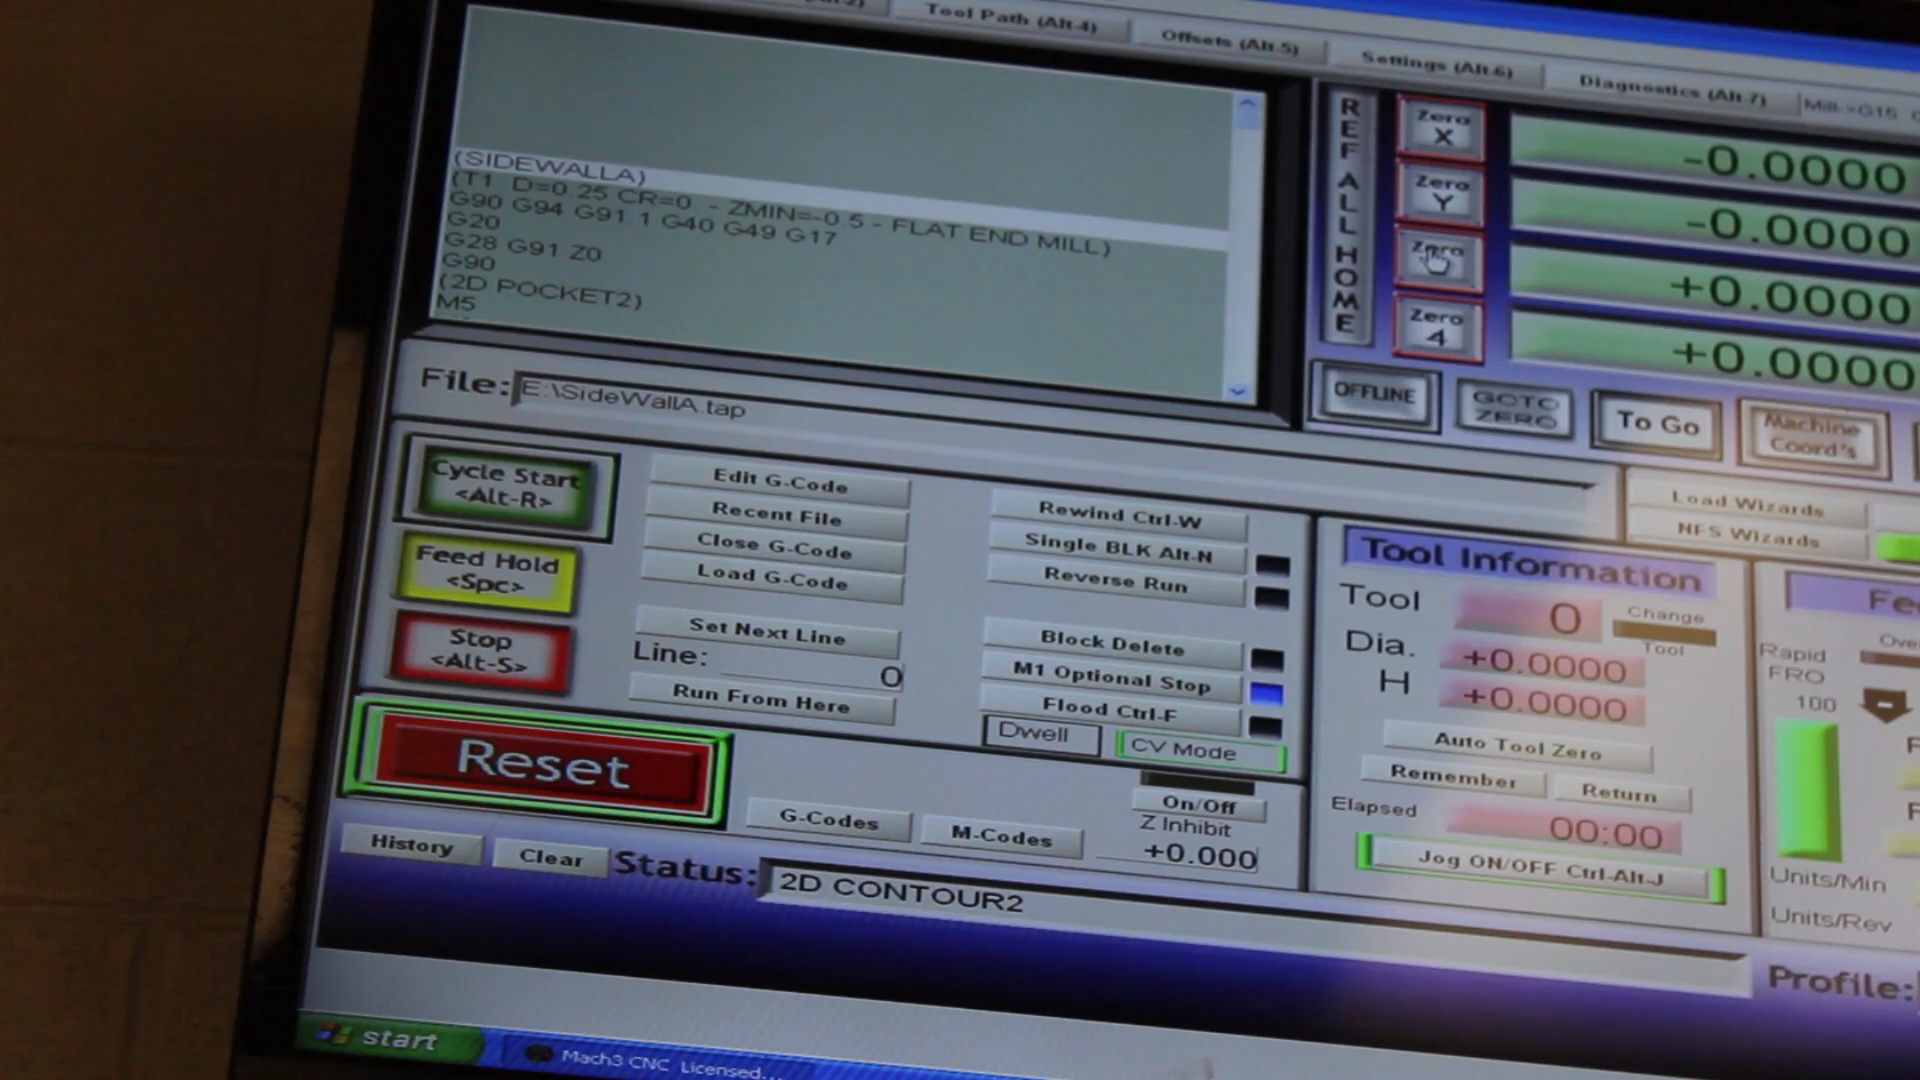 Tool Path (Alt-4)
Offsets (Alt-5)
Settings (Alt-6)
Diagnostics (Alt-7)
Mill->G15
(SIDEWALLA)
(T1 D=0.25 CR=0. - ZMIN=-0.5 - FLAT END MILL)
G90 G94 G91.1 G40 G49 G17
G20
G28 G91 Z0.
G90
(2D POCKET2)
M5
REF ALL HOME
Zero X
-0.0000
Zero Y
-0.0000
Zero
+0.0000
Zero 4
+0.0000
OFFLINE
GOTO ZERO
To Go
Machine Coord's
File: E:\SideWallA.tap
Load Wizards
NFS Wizards
Cycle Start
<Alt-R>
Feed Hold
<Spc>
Stop
<Alt-S>
Reset
Edit G-Code
Recent File
Close G-Code
Load G-Code
Set Next Line
Line: 0
Run From Here
Rewind Ctrl-W
Single BLK Alt-N
Reverse Run
Block Delete
M1 Optional Stop
Flood Ctrl-F
Dwell
CV Mode
On/Off
Z Inhibit
+0.000
G-Codes
M-Codes
Tool Information
Tool 0
Change
Tool
Dia. +0.0000
H +0.0000
Auto Tool Zero
Remember
Return
Elapsed 00:00
Jog ON/OFF Ctrl-Alt-J
Rapid
FRO
100
Units/Min
Units/Rev
History
Clear
Status: 2D CONTOUR2
Profile:
start
Mach3 CNC Licensed...